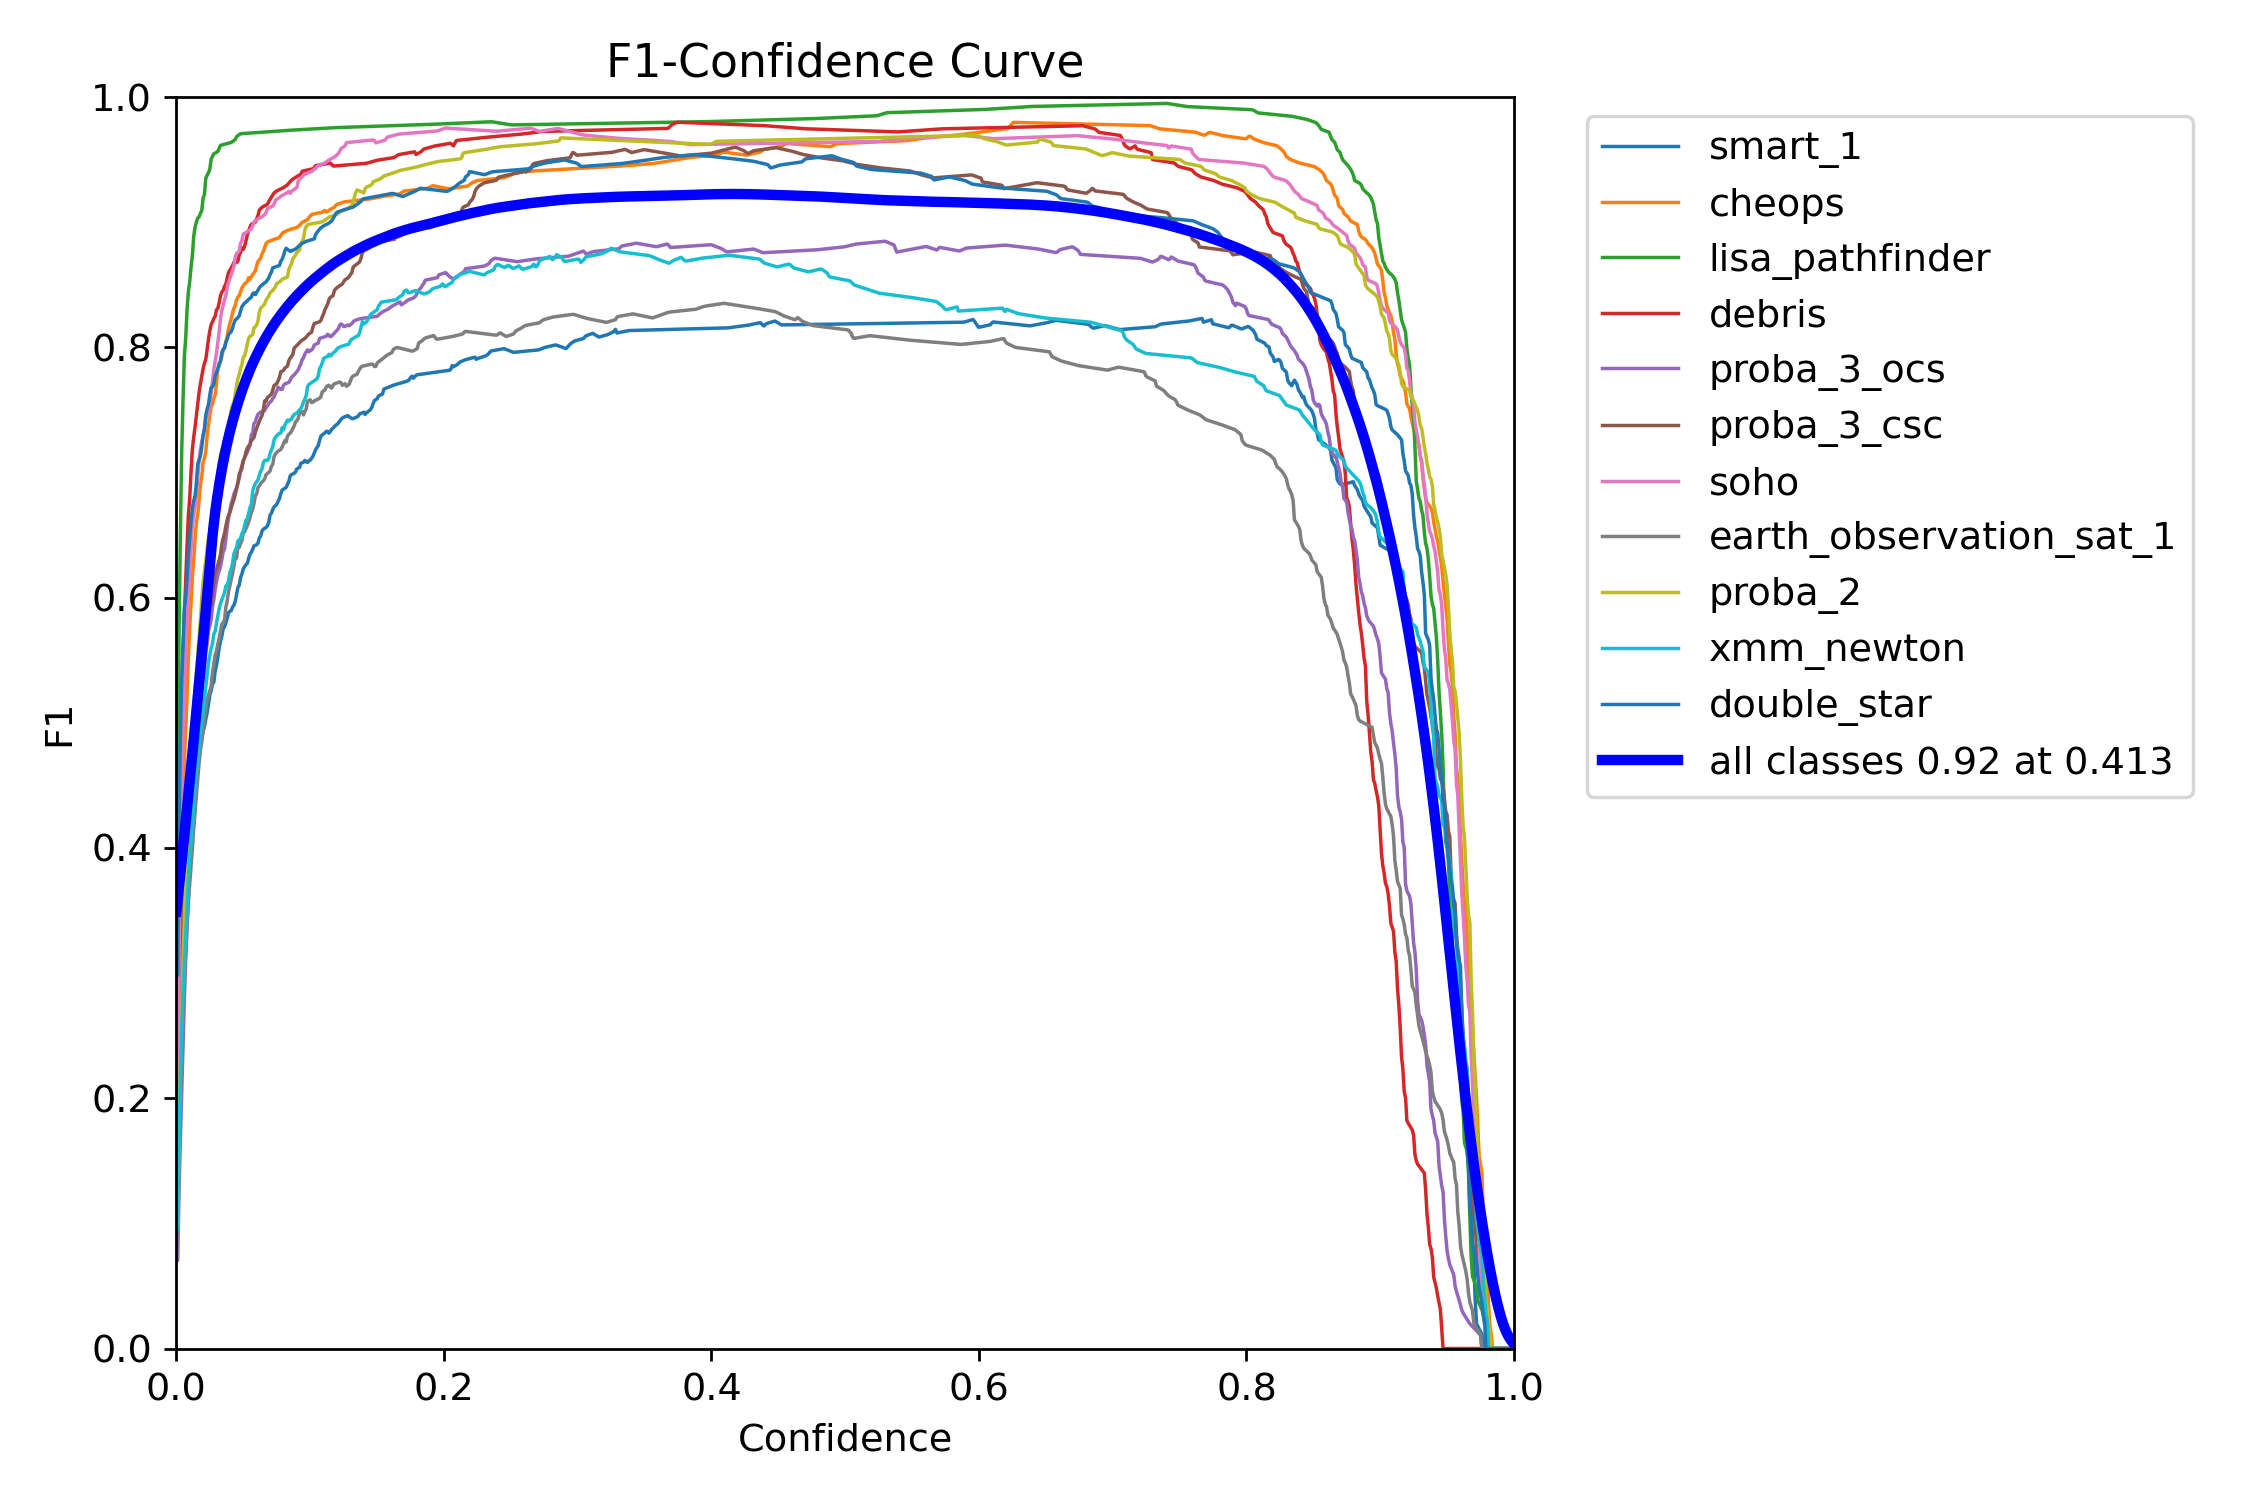 F1-Confidence Curve
1.0
0.8
0.6
0.4
0.2
0.0
F1
0.0 0.2 0.4 0.6 0.8 1.0
Confidence
smart_1
cheops
lisa_pathfinder
debris
proba_3_ocs
proba_3_csc
soho
earth_observation_sat_1
proba_2
xmm_newton
double_star
all classes 0.92 at 0.413